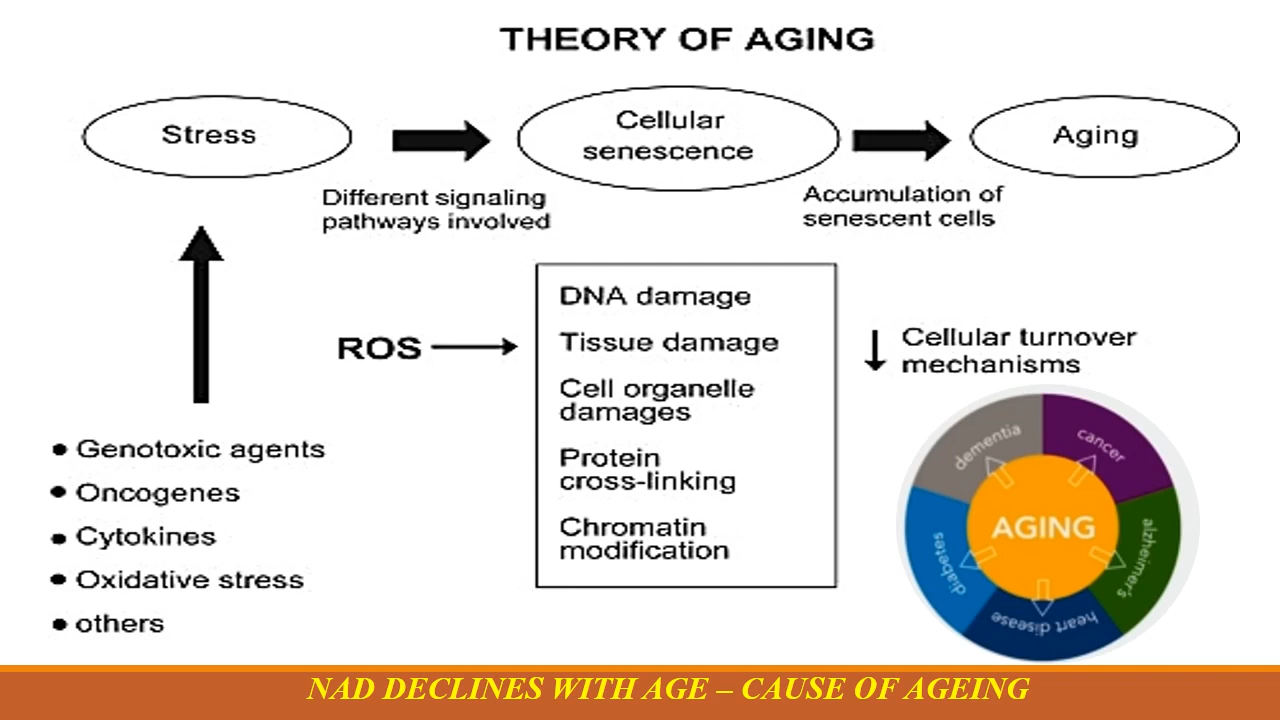 THEORY OF AGING
Stress
Cellular
senescence
Aging
Different signaling
pathways involved
Accumulation of
senescent cells
ROS
DNA damage
Tissue damage
Cell organelle
damages
Protein
cross-linking
Chromatin
modification
Cellular turnover
mechanisms
• Genotoxic agents
• Oncogenes
• Cytokines
• Oxidative stress
• others
dementia
cancer
AGING
diabetes
alzheimer's
heart disease
NAD DECLINES WITH AGE – CAUSE OF AGEING